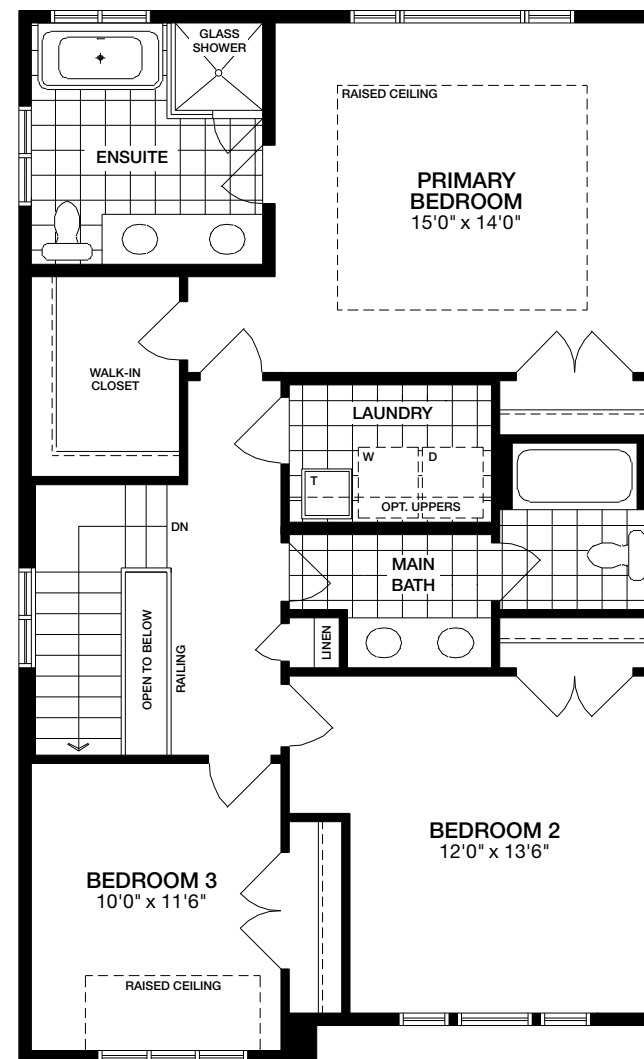 GLASS
SHOWER
RAISED CEILING
ENSUITE
PRIMARY
BEDROOM
15'0" x 14'0"
WALK-IN
CLOSET
LAUNDRY
W
D
T
OPT. UPPERS
DN
MAIN
BATH
OPEN TO BELOW
RAILING
LINEN
BEDROOM 2
12'0" x 13'6"
BEDROOM 3
10'0" x 11'6"
RAISED CEILING